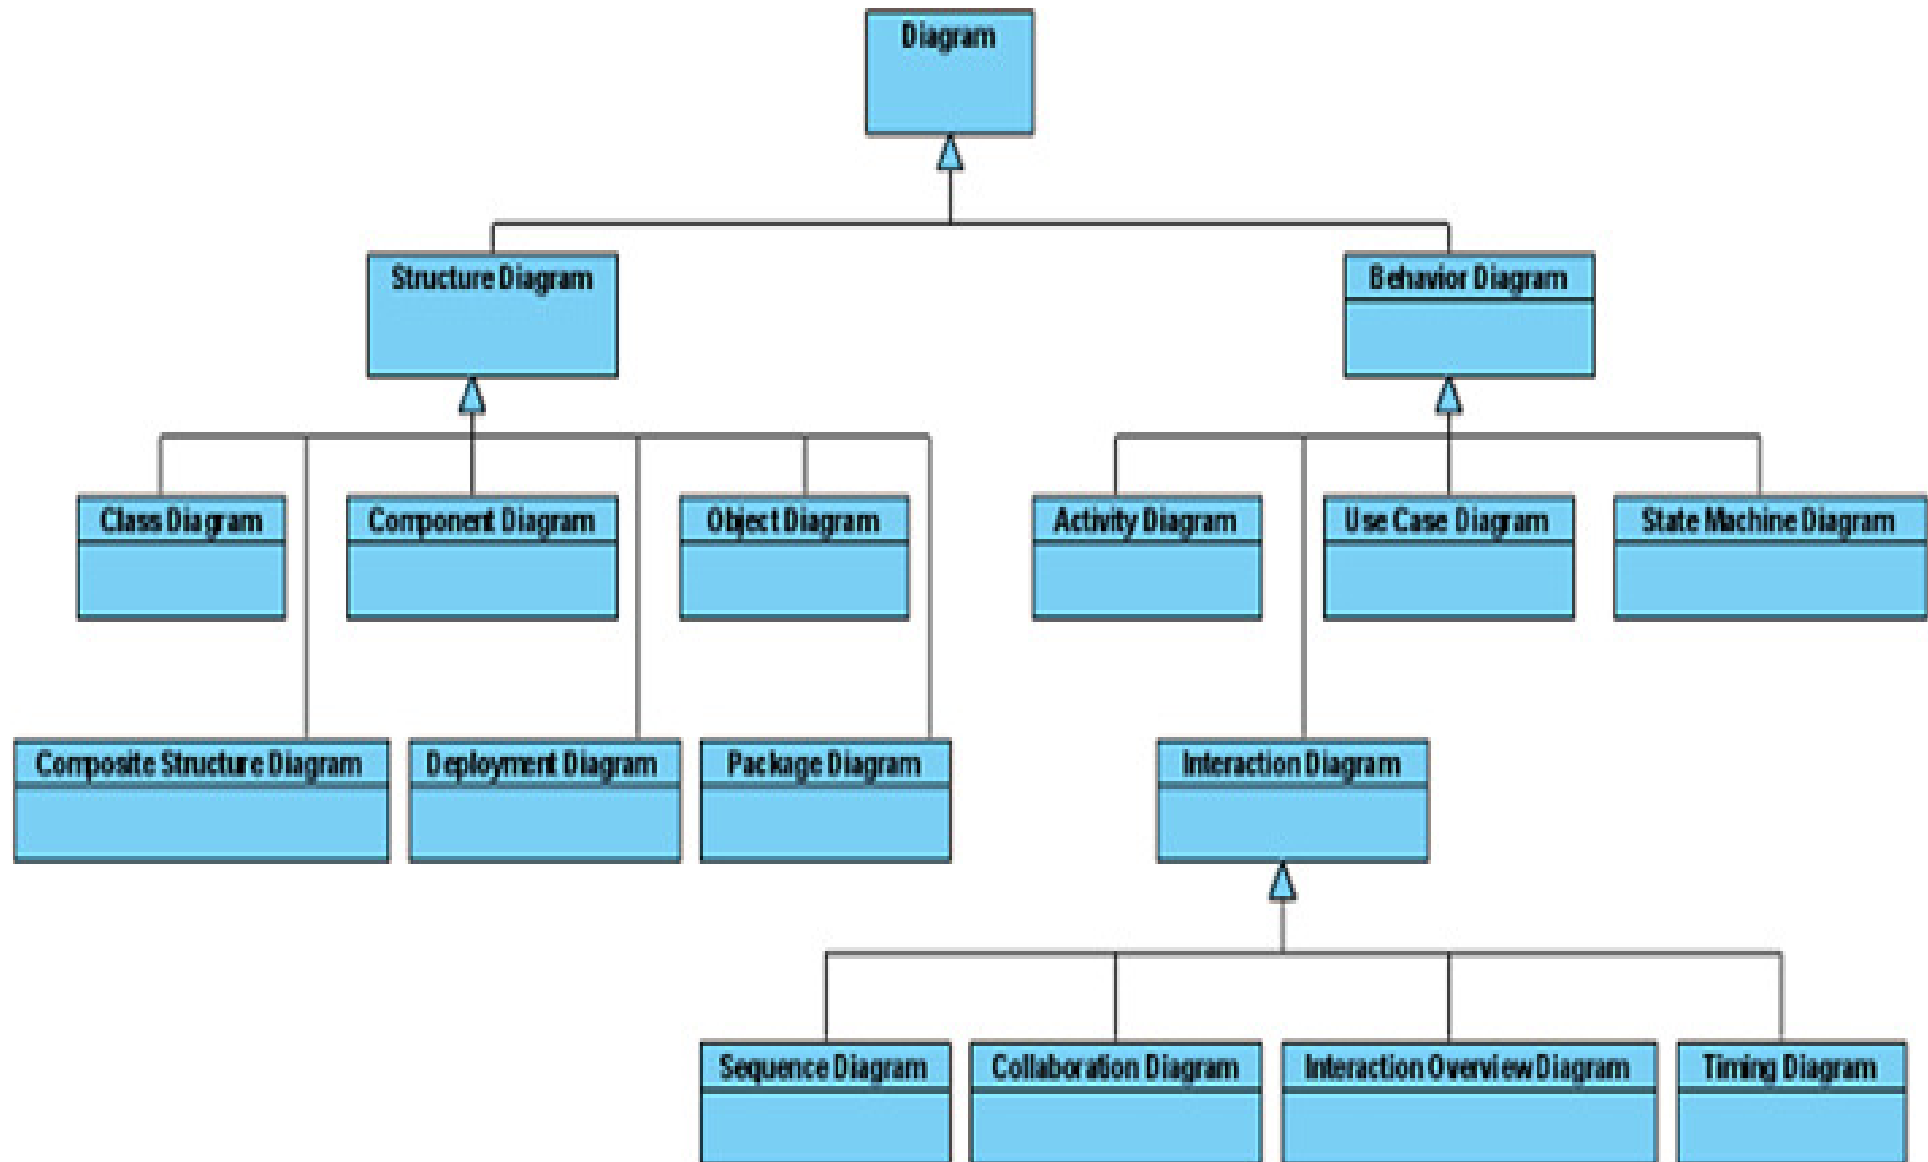 Diagram
Structure Diagram
Behavior Diagram
Class Diagram
Component Diagram
Object Diagram
Activity Diagram
Use Case Diagram
State Machine Diagram
Composite Structure Diagram
Deployment Diagram
Package Diagram
Interaction Diagram
Sequence Diagram
Collaboration Diagram
Interaction Overview Diagram
Timing Diagram